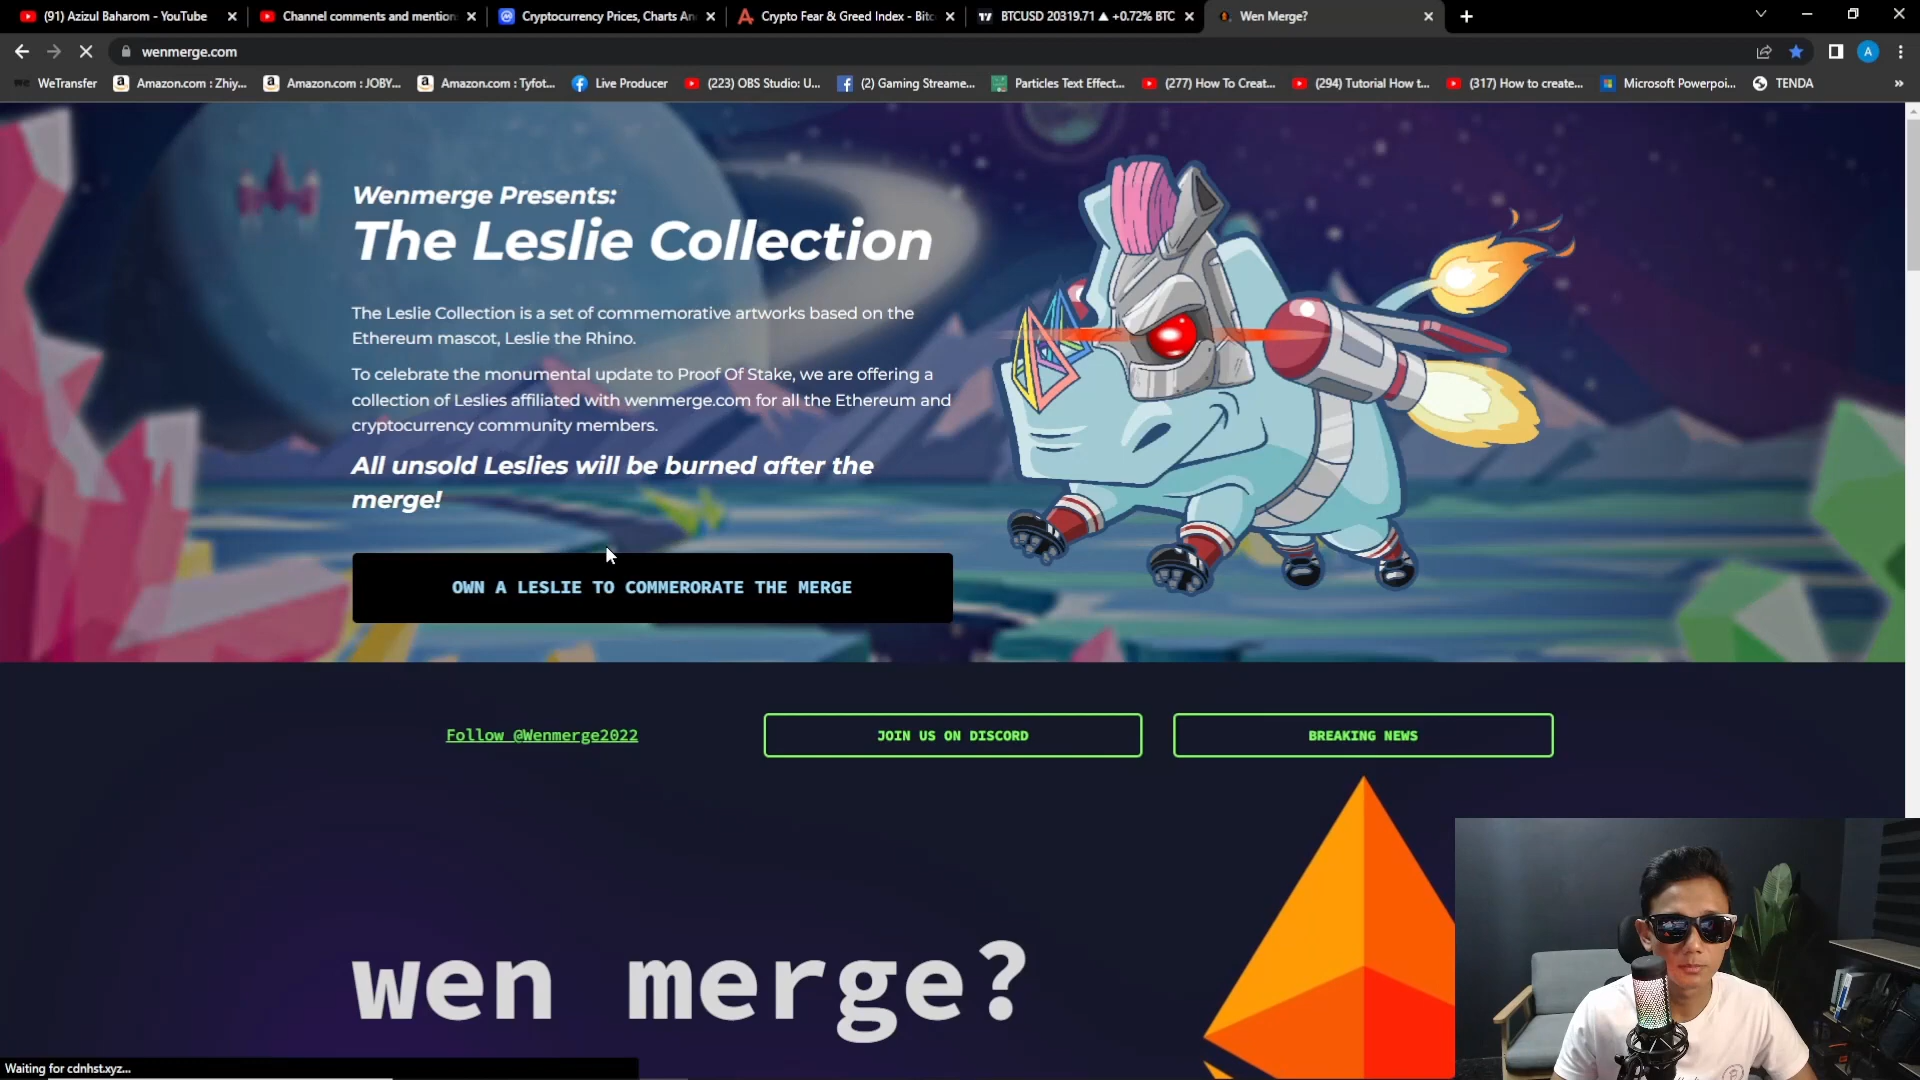 (91) Azizul Baharom - YouTube
Channel comments and mention
Cryptocurrency Prices, Charts An
Crypto Fear & Greed Index - Bitc
BTCUSD 20319.71 ▲ +0.72% BTC
Wen Merge?
wenmerge.com
A
WeTransfer
Amazon.com : Zhiy...
Amazon.com : JOBY...
Amazon.com : Tyfot...
Live Producer
(223) OBS Studio: U...
(2) Gaming Streame...
Particles Text Effect...
(277) How To Creat...
(294) Tutorial How t...
(317) How to create...
Microsoft Powerpoi...
TENDA
Wenmerge Presents:
The Leslie Collection
The Leslie Collection is a set of commemorative artworks based on the
Ethereum mascot, Leslie the Rhino.
To celebrate the monumental update to Proof Of Stake, we are offering a
collection of Leslies affiliated with wenmerge.com for all the Ethereum and
cryptocurrency community members.
All unsold Leslies will be burned after the
merge!
OWN A LESLIE TO COMMERORATE THE MERGE
Follow @Wenmerge2022
JOIN US ON DISCORD
BREAKING NEWS
wen merge?
Waiting for cdnhst.xyz...